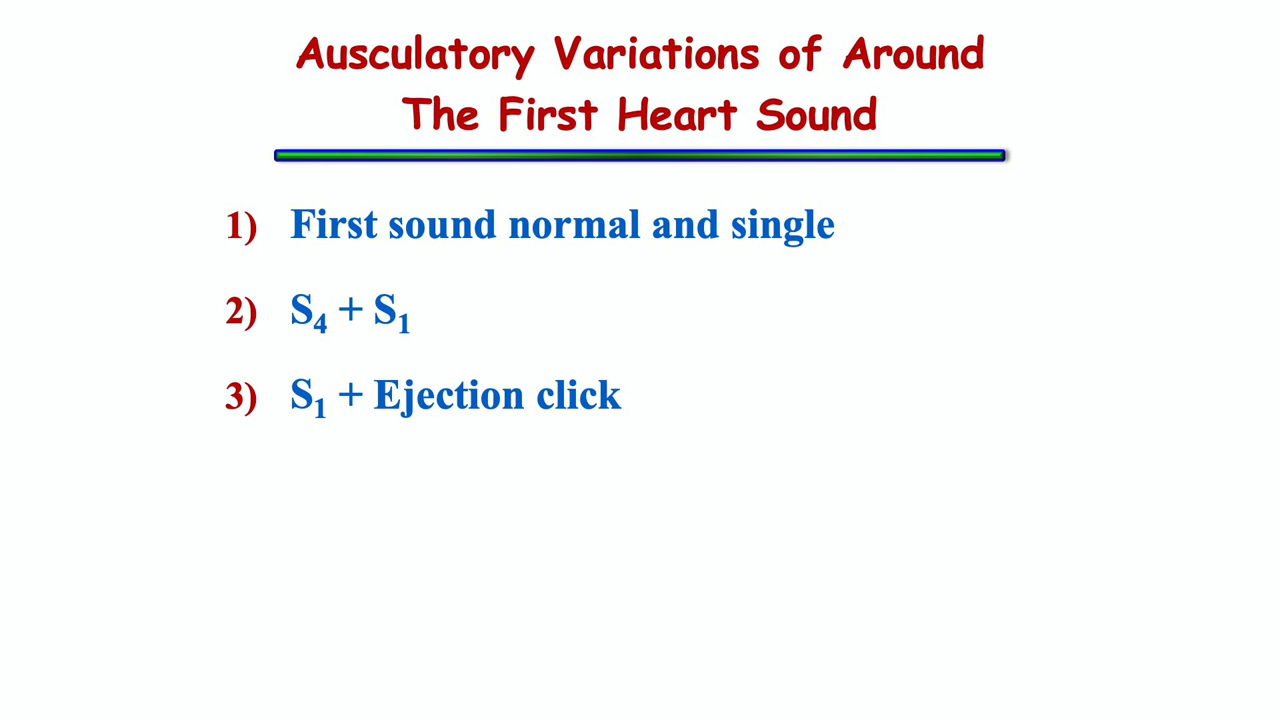 Ausculatory Variations of Around
The First Heart Sound
1) First sound normal and single
2) S₄ + S₁
3) S₁ + Ejection click